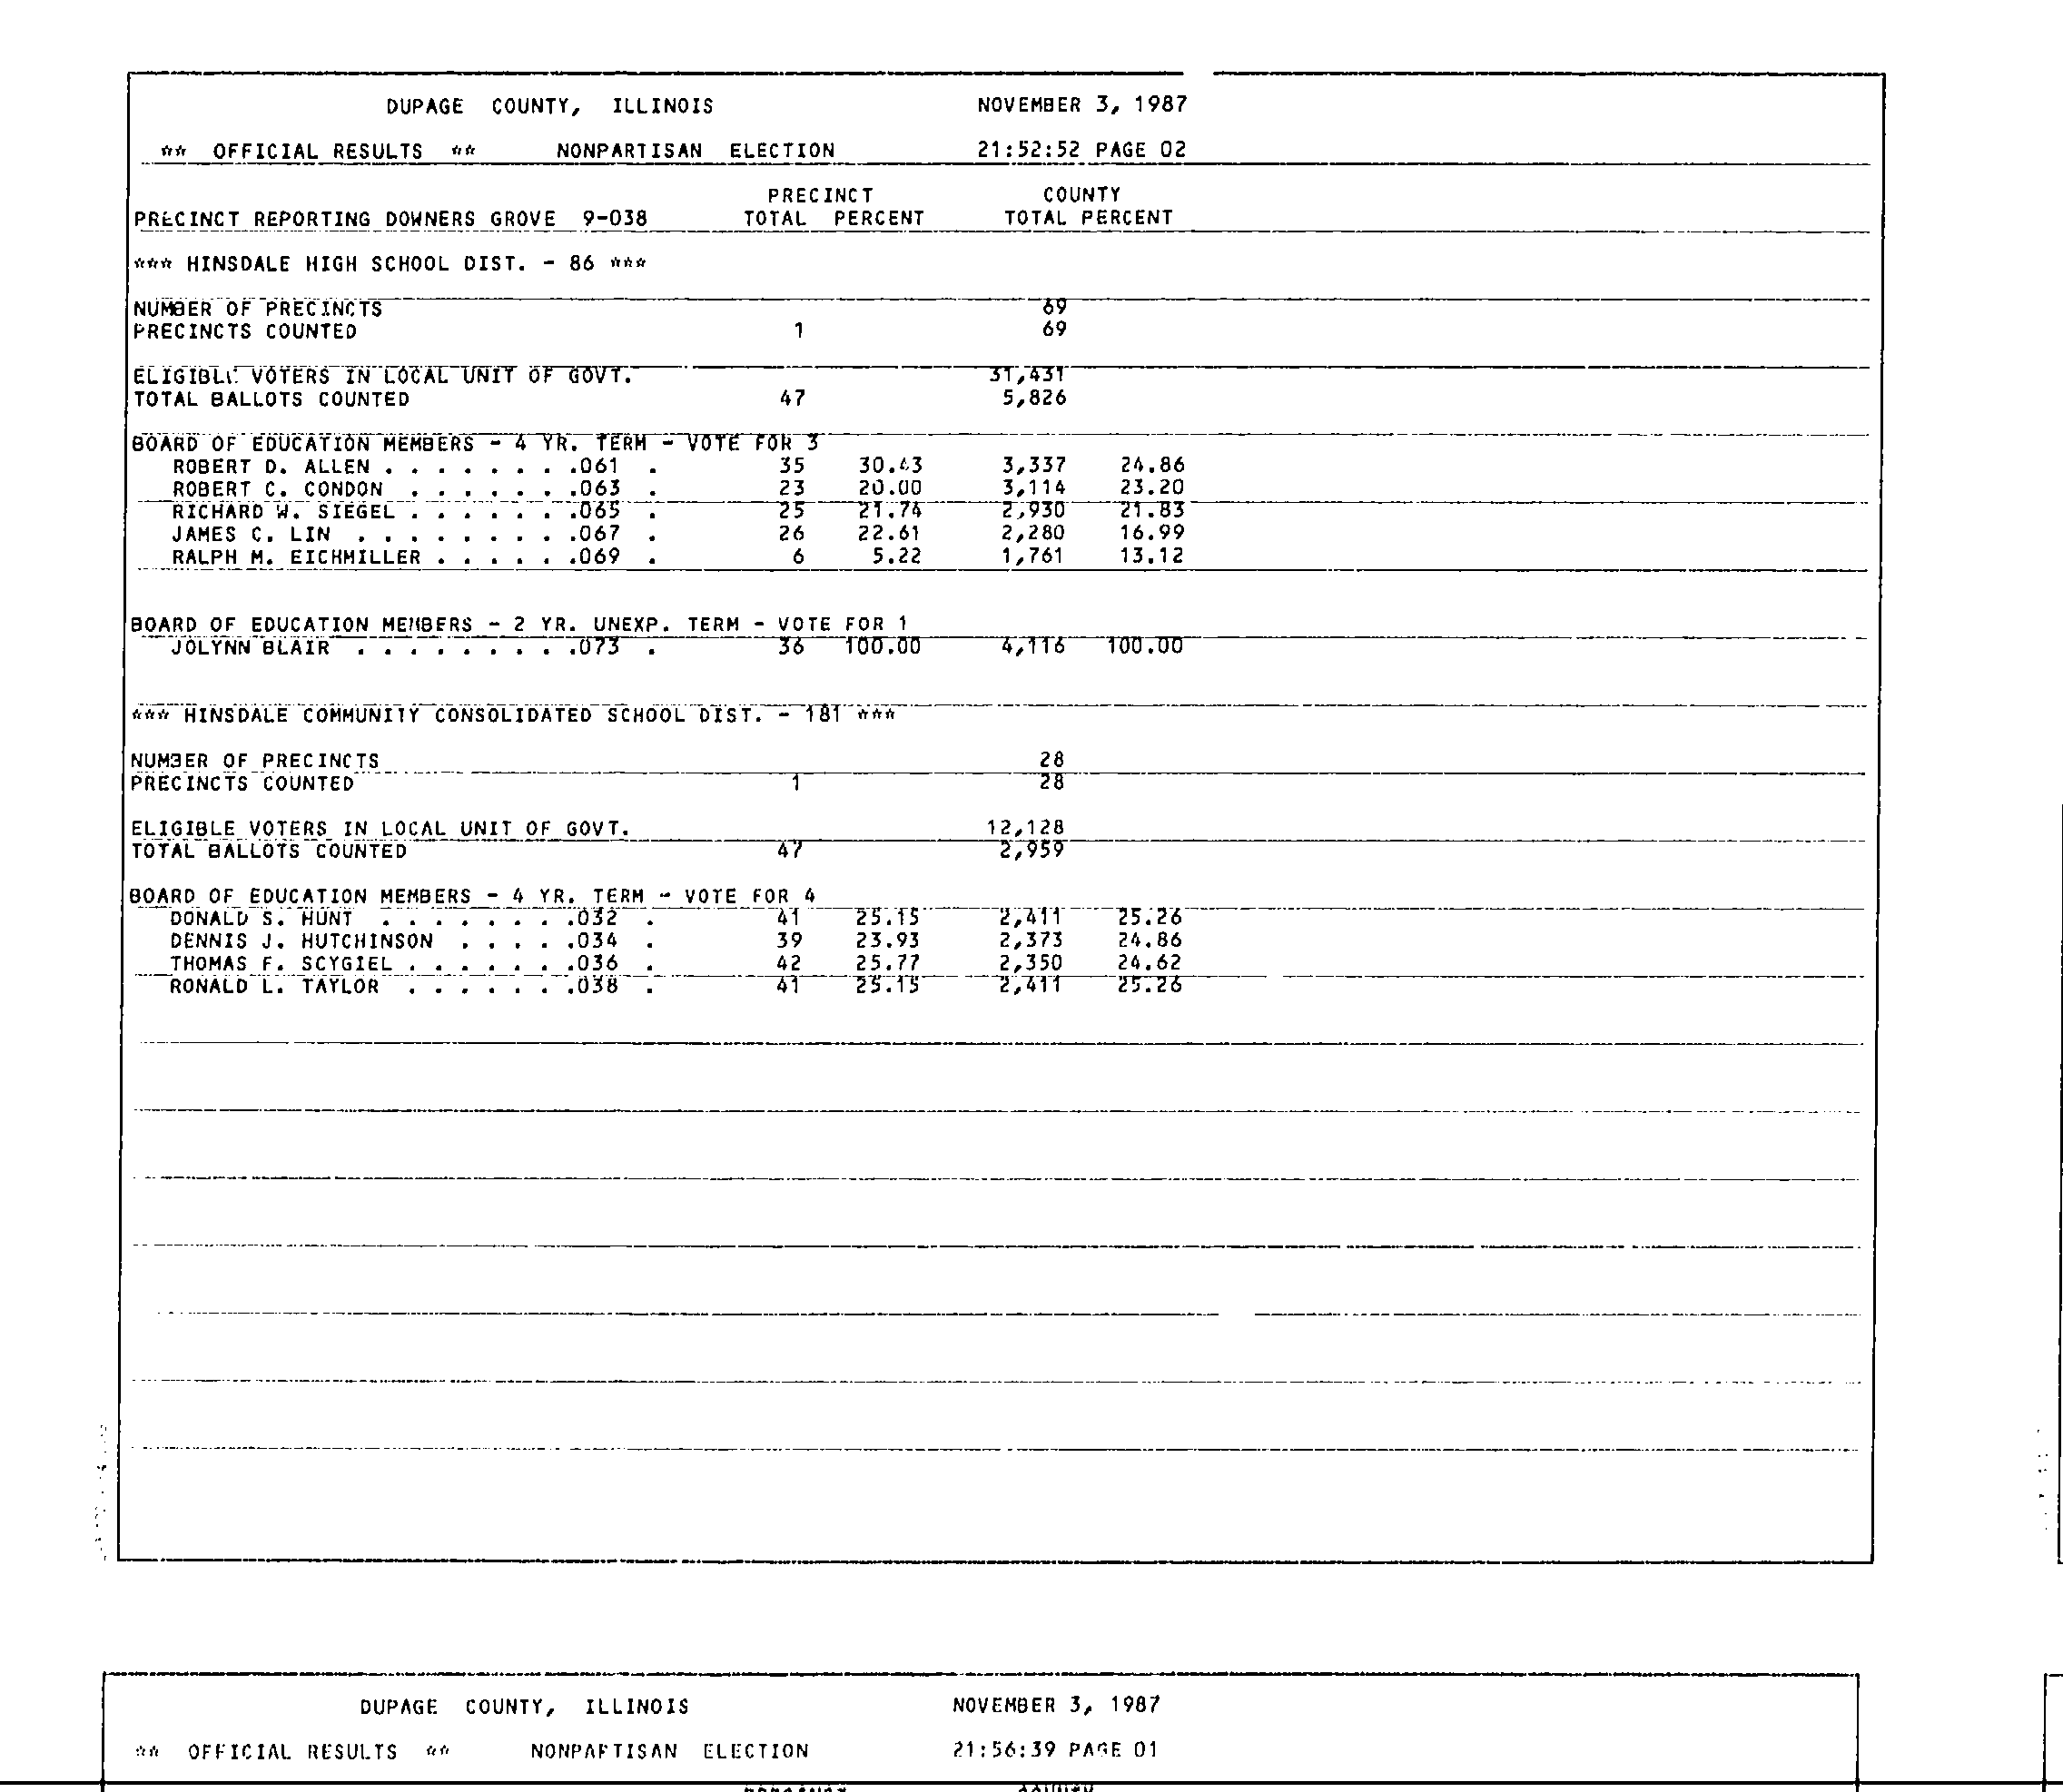 DUPAGE COUNTY, ILLINOIS NOVEMBER 3, 1987
** OFFICIAL RESULTS ** NONPARTISAN ELECTION 21:52:52 PAGE 02
PRECINCT COUNTY
PRECINCT REPORTING DOWNERS GROVE 9-038 TOTAL PERCENT TOTAL PERCENT
*** HINSDALE HIGH SCHOOL DIST. - 86 ***
NUMBER OF PRECINCTS 69
PRECINCTS COUNTED 1 69
ELIGIBLE VOTERS IN LOCAL UNIT OF GOVT. 31,431
TOTAL BALLOTS COUNTED 47 5,826
BOARD OF EDUCATION MEMBERS - 4 YR. TERM - VOTE FOR 3
ROBERT D. ALLEN . . . . . . . .061 . 35 30.43 3,337 24.86
ROBERT C. CONDON . . . . . . .063 . 23 20.00 3,114 23.20
RICHARD W. SIEGEL . . . . . . .065 . 25 21.74 2,930 21.83
JAMES C. LIN . . . . . . . . .067 . 26 22.61 2,280 16.99
RALPH M. EICHMILLER . . . . . .069 . 6 5.22 1,761 13.12
BOARD OF EDUCATION MEMBERS - 2 YR. UNEXP. TERM - VOTE FOR 1
JOLYNN BLAIR . . . . . . . . .073 . 36 100.00 4,116 100.00
*** HINSDALE COMMUNITY CONSOLIDATED SCHOOL DIST. - 181 ***
NUMBER OF PRECINCTS 28
PRECINCTS COUNTED 1 28
ELIGIBLE VOTERS IN LOCAL UNIT OF GOVT. 12,128
TOTAL BALLOTS COUNTED 47 2,959
BOARD OF EDUCATION MEMBERS - 4 YR. TERM - VOTE FOR 4
DONALD S. HUNT . . . . . . . .032 . 41 25.15 2,411 25.26
DENNIS J. HUTCHINSON . . . . .034 . 39 23.93 2,373 24.86
THOMAS F. SCYGIEL . . . . . . .036 . 42 25.77 2,350 24.62
RONALD L. TAYLOR . . . . . . .038 . 41 25.15 2,411 25.26
DUPAGE COUNTY, ILLINOIS NOVEMBER 3, 1987
** OFFICIAL RESULTS ** NONPARTISAN ELECTION 21:56:39 PAGE 01